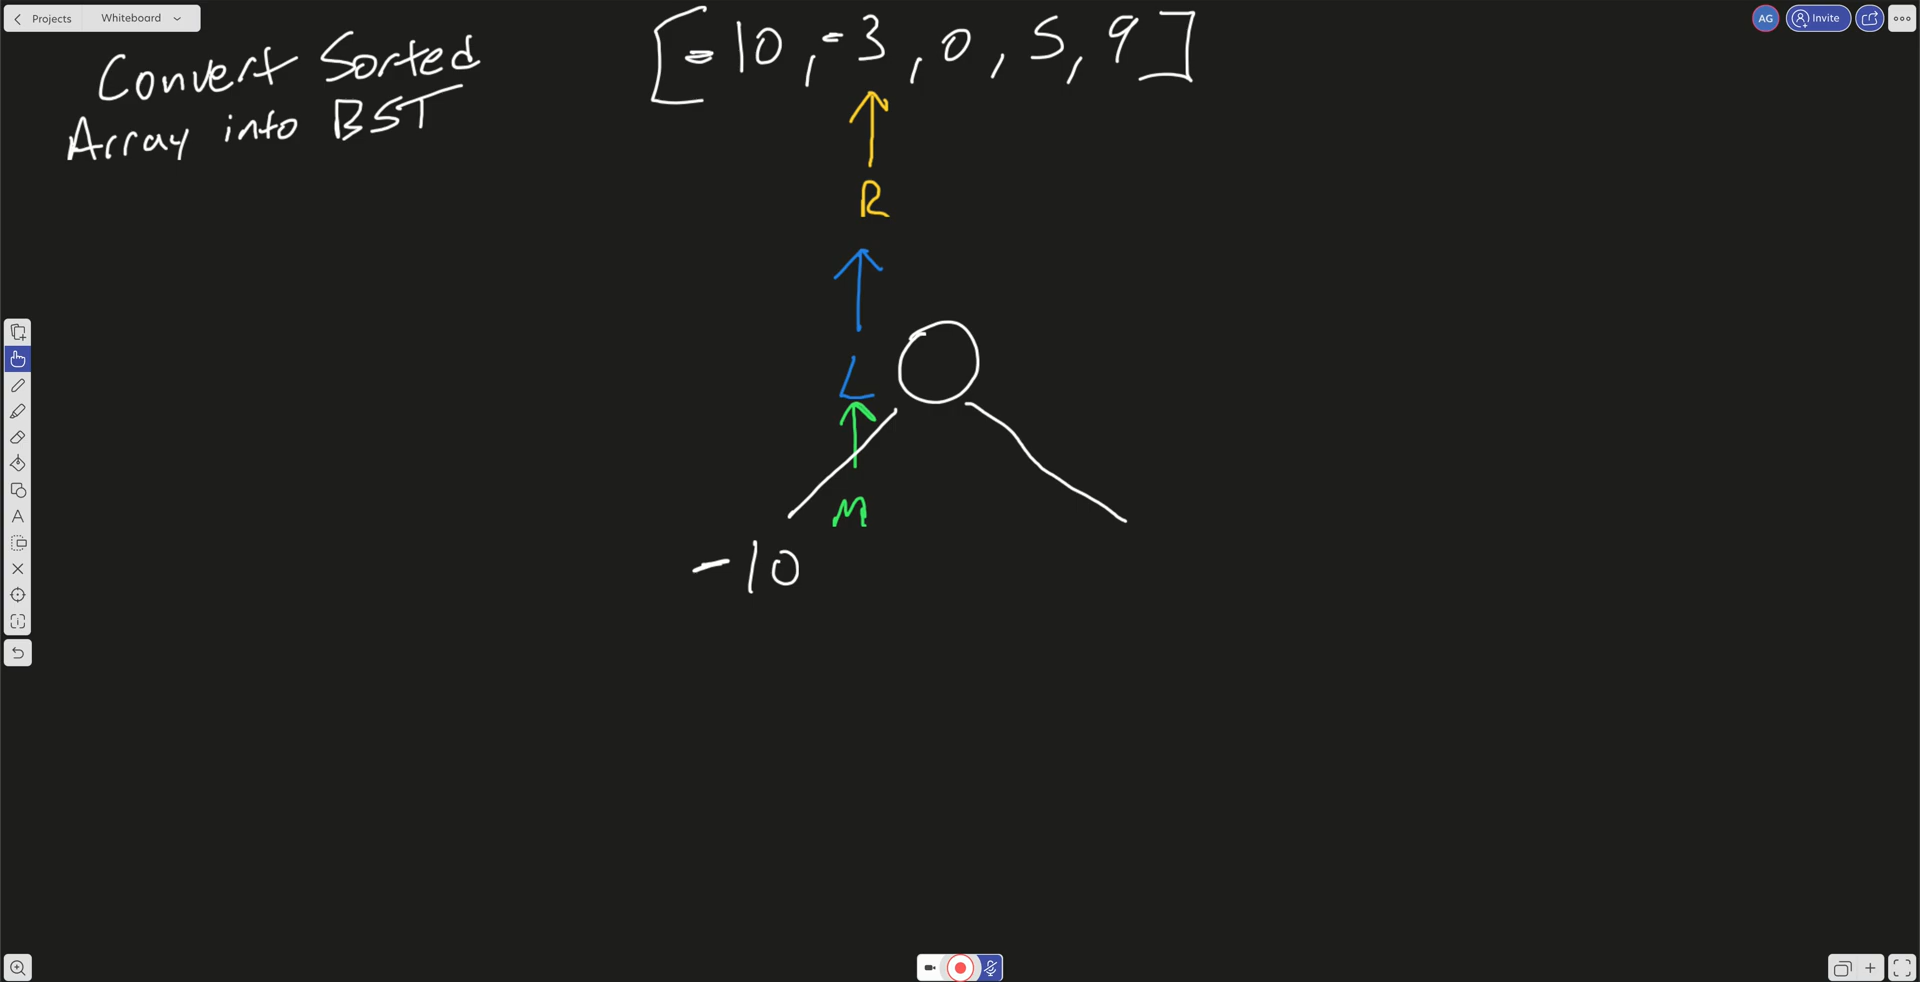 Projects Whiteboard
AG Invite
[-10, -3, 0, 5, 9]
Convert Sorted
Array into BST
R
L
M
-10
A